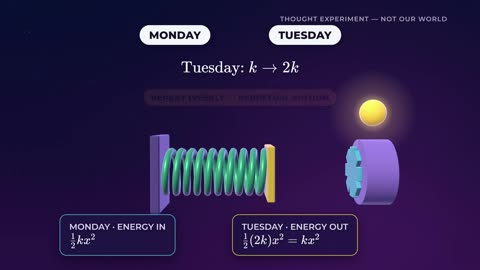 THOUGHT EXPERIMENT — NOT OUR WORLD
MONDAY
TUESDAY
Tuesday: k → 2k
MONDAY · ENERGY IN
½kx²
TUESDAY · ENERGY OUT
½(2k)x² = kx²